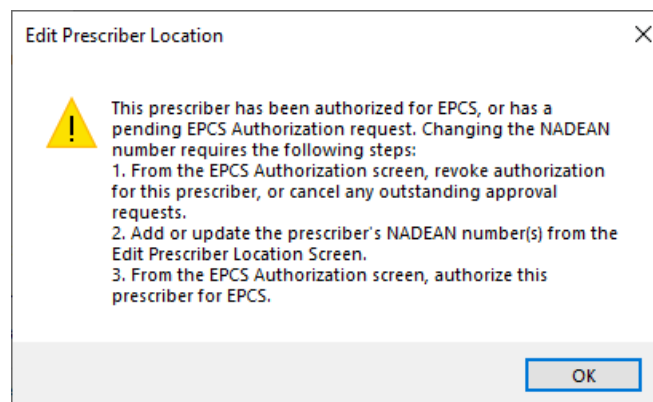 Edit Prescriber Location
This prescriber has been authorized for EPCS, or has a
pending EPCS Authorization request. Changing the NADEAN
number requires the following steps:
1. From the EPCS Authorization screen, revoke authorization
for this prescriber, or cancel any outstanding approval
requests.
2. Add or update the prescriber's NADEAN number(s) from the
Edit Prescriber Location Screen.
3. From the EPCS Authorization screen, authorize this
prescriber for EPCS.
OK